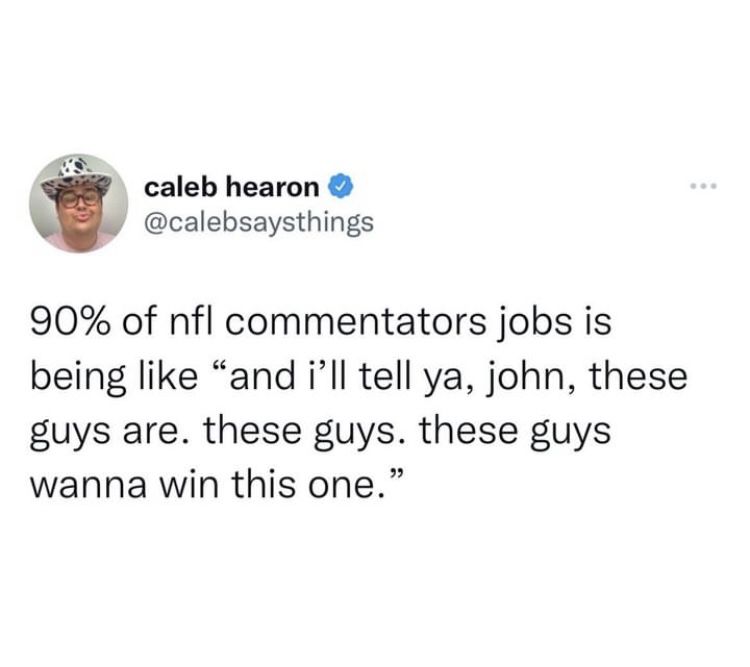 caleb hearon
@calebsaysthings
90% of nfl commentators jobs is
being like “and i’ll tell ya, john, these
guys are. these guys. these guys
wanna win this one.”